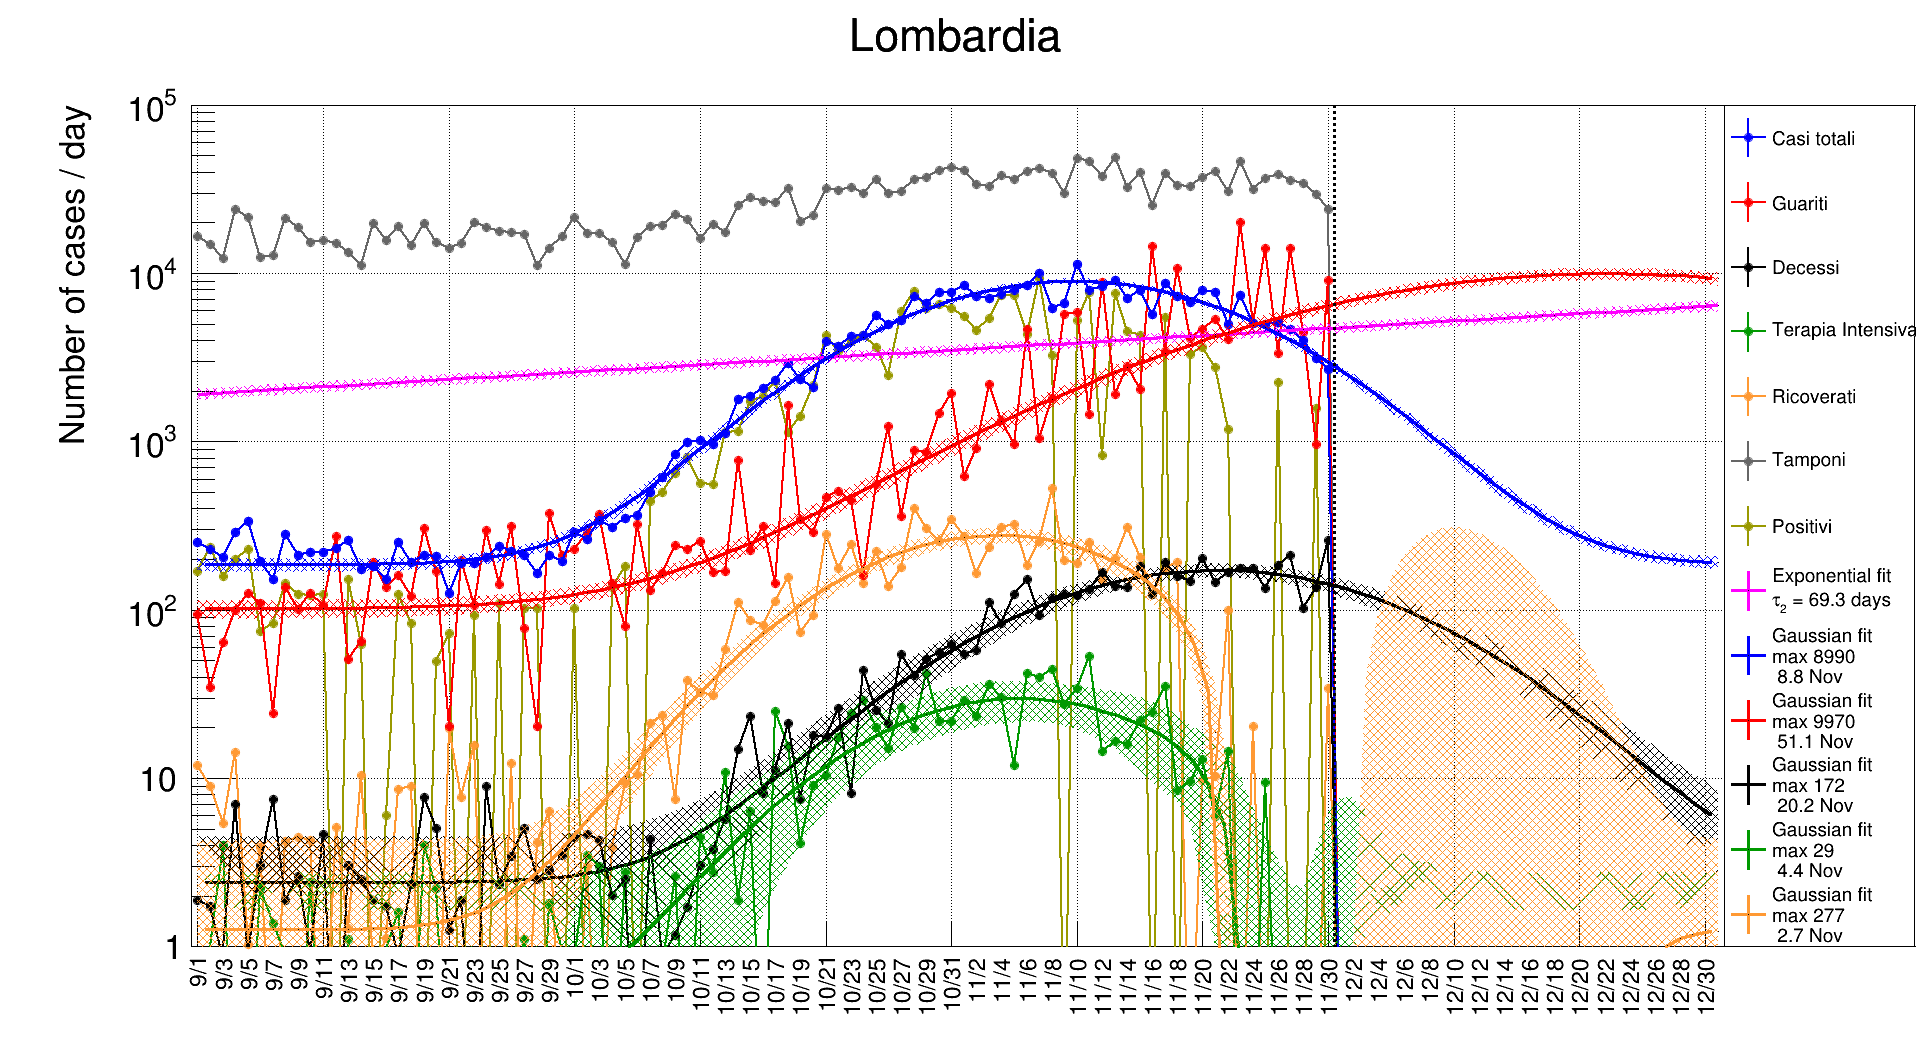 Lombardia
Number of cases / day
10^5
10^4
10^3
10^2
10
1
9/1 9/3 9/5 9/7 9/9 9/11 9/13 9/15 9/17 9/19 9/21 9/23 9/25 9/27 9/29 10/1 10/3 10/5 10/7 10/9 10/11 10/13 10/15 10/17 10/19 10/21 10/23 10/25 10/27 10/29 10/31 11/2 11/4 11/6 11/8 11/10 11/12 11/14 11/16 11/18 11/20 11/22 11/24 11/26 11/28 11/30 12/2 12/4 12/6 12/8 12/10 12/12 12/14 12/16 12/18 12/20 12/22 12/24 12/26 12/28 12/30
Casi totali
Guariti
Decessi
Terapia Intensiva
Ricoverati
Tamponi
Positivi
Exponential fit
τ2 = 69.3 days
Gaussian fit
max 8990
8.8 Nov
Gaussian fit
max 9970
51.1 Nov
Gaussian fit
max 172
20.2 Nov
Gaussian fit
max 29
4.4 Nov
Gaussian fit
max 277
2.7 Nov